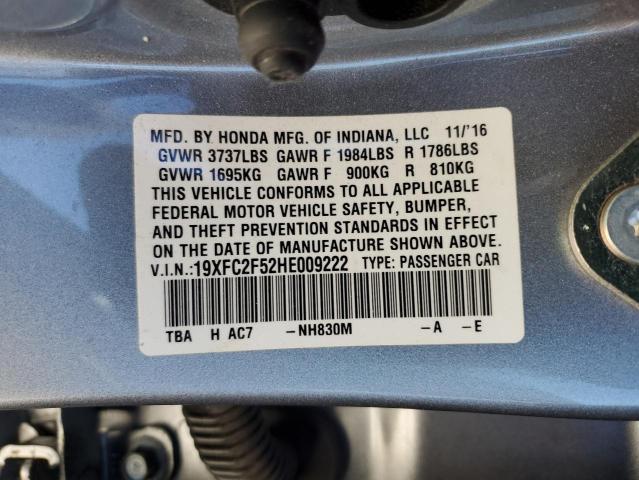 MFD. BY HONDA MFG. OF INDIANA, LLC 11/'16
GVWR 3737LBS GAWR F 1984LBS R 1786LBS
GVWR 1695KG GAWR F 900KG R 810KG
THIS VEHICLE CONFORMS TO ALL APPLICABLE
FEDERAL MOTOR VEHICLE SAFETY, BUMPER,
AND THEFT PREVENTION STANDARDS IN EFFECT
ON THE DATE OF MANUFACTURE SHOWN ABOVE.
V.I.N.:19XFC2F52HE009222 TYPE: PASSENGER CAR
TBA H AC7 -NH830M -A -E